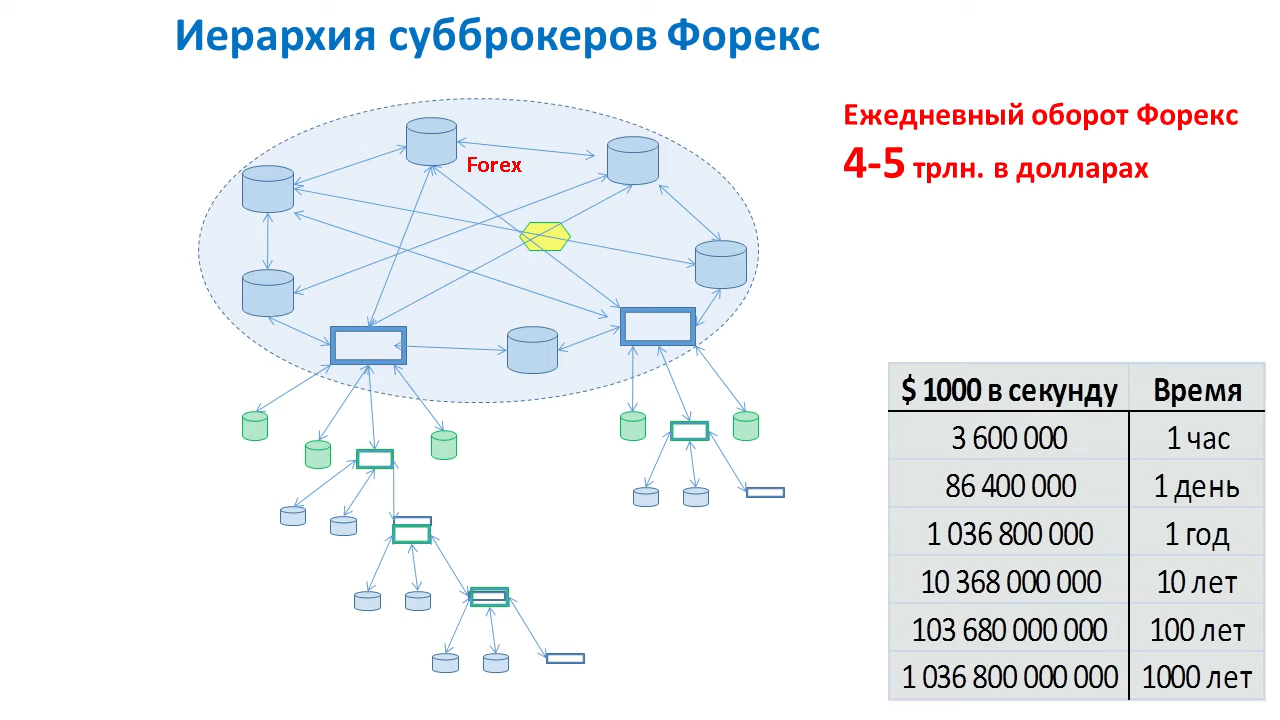 Иерархия субброкеров Форекс
Ежедневный оборот Форекс
4-5 трлн. в долларах
Forex
$ 1000 в секунду Время
3 600 000 1 час
86 400 000 1 день
1 036 800 000 1 год
10 368 000 000 10 лет
103 680 000 000 100 лет
1 036 800 000 000 1000 лет